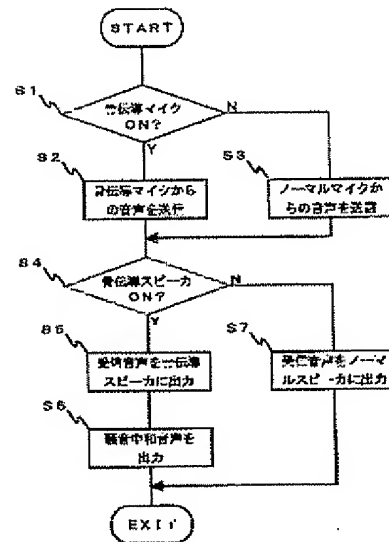 START
S1
骨伝導マイク
ON?
N
Y
S2
骨伝導マイクから
の音声を送信
S3
ノーマルマイクか
らの音声を送信
S4
骨伝導スピーカ
ON?
N
Y
S5
受信音声を骨伝導
スピーカに出力
S7
受信音声をノーマ
ルスピーカに出力
S6
騒音中和音声を
出力
EXIT